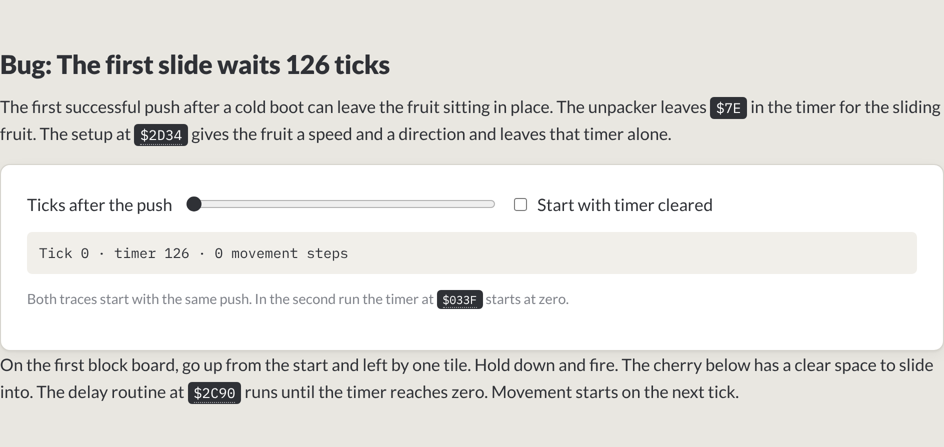 Bug: The first slide waits 126 ticks
The first successful push after a cold boot can leave the fruit sitting in place. The unpacker leaves $7E in the timer for the sliding
fruit. The setup at $2D34 gives the fruit a speed and a direction and leaves that timer alone.
Ticks after the push Start with timer cleared
Tick 0 · timer 126 · 0 movement steps
Both traces start with the same push. In the second run the timer at $033F starts at zero.
On the first block board, go up from the start and left by one tile. Hold down and fire. The cherry below has a clear space to slide
into. The delay routine at $2C90 runs until the timer reaches zero. Movement starts on the next tick.